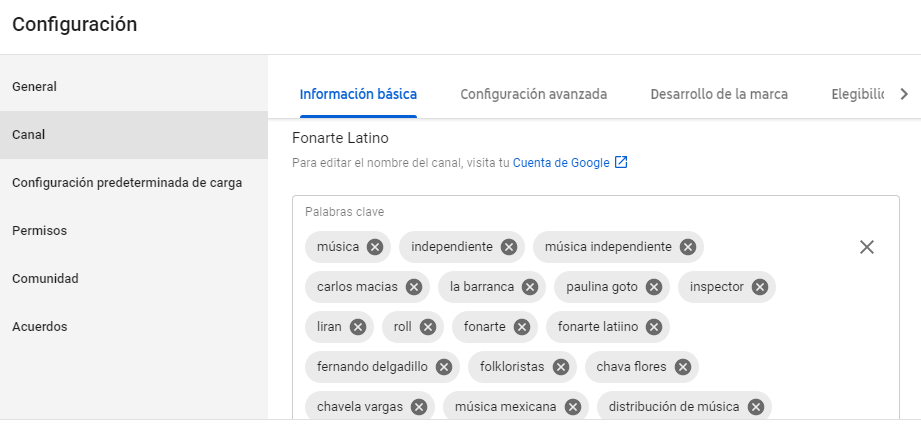 Configuración
General
Canal
Configuración predeterminada de carga
Permisos
Comunidad
Acuerdos
Información básica Configuración avanzada Desarrollo de la marca Elegibilic
Fonarte Latino
Para editar el nombre del canal, visita tu Cuenta de Google
Palabras clave
música independiente música independiente
carlos macias la barranca paulina goto inspector
liran roll fonarte fonarte latiino
fernando delgadillo folkloristas chava flores
chavela vargas música mexicana distribución de música